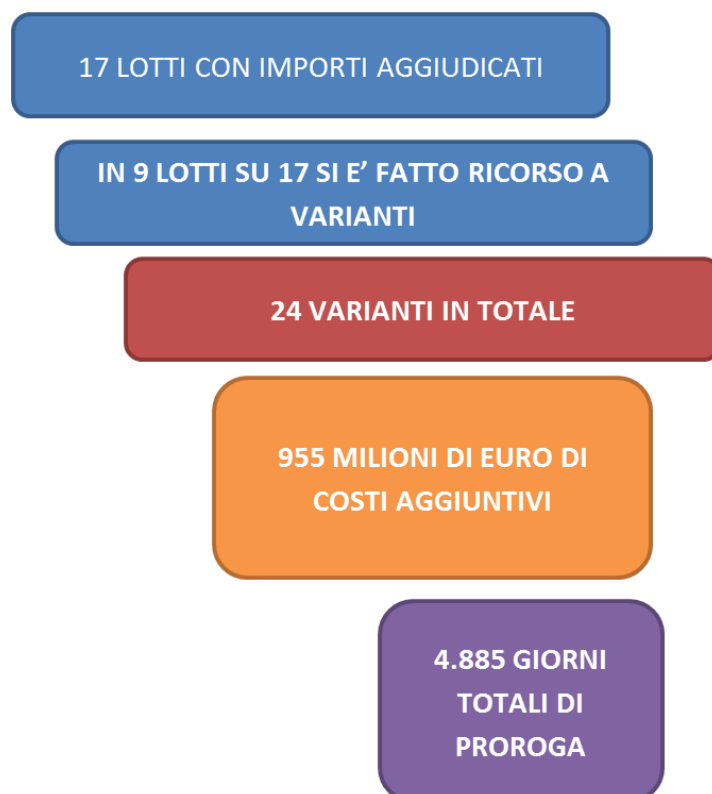 17 LOTTI CON IMPORTI AGGIUDICATI
IN 9 LOTTI SU 17 SI E’ FATTO RICORSO A
VARIANTI
24 VARIANTI IN TOTALE
955 MILIONI DI EURO DI
COSTI AGGIUNTIVI
4.885 GIORNI
TOTALI DI
PROROGA